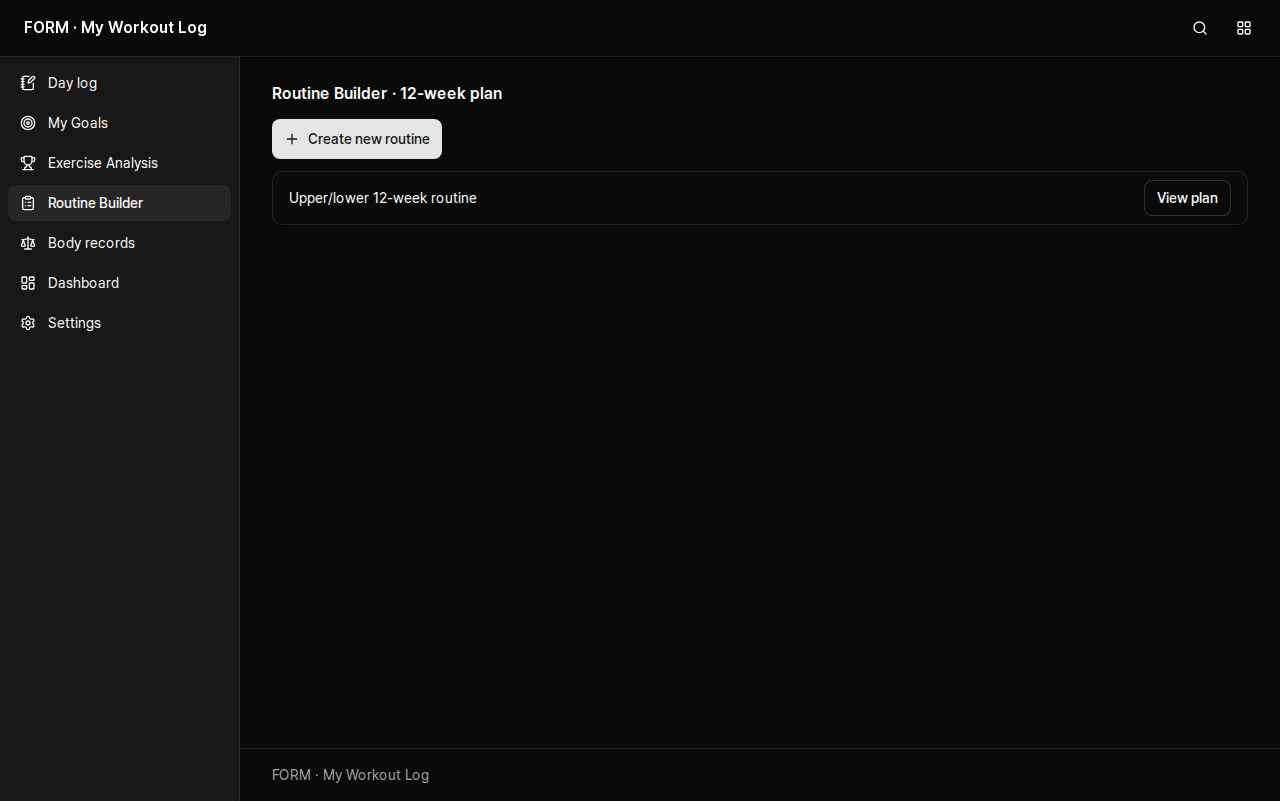 FORM · My Workout Log
Day log
My Goals
Exercise Analysis
Routine Builder
Body records
Dashboard
Settings
Routine Builder · 12-week plan
Create new routine
Upper/lower 12-week routine
View plan
FORM · My Workout Log